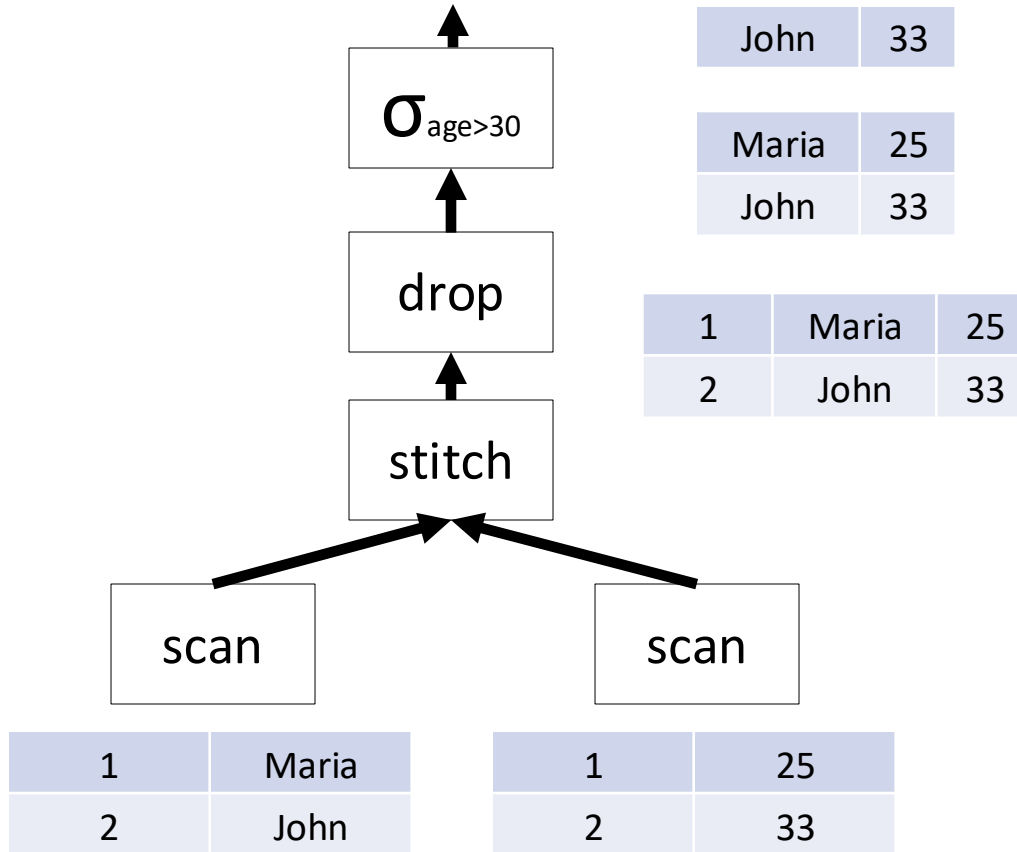 John 33
σage>30
Maria 25
John 33
drop
1 Maria 25
2 John 33
stitch
scan scan
1 Maria 1 25
2 John 2 33